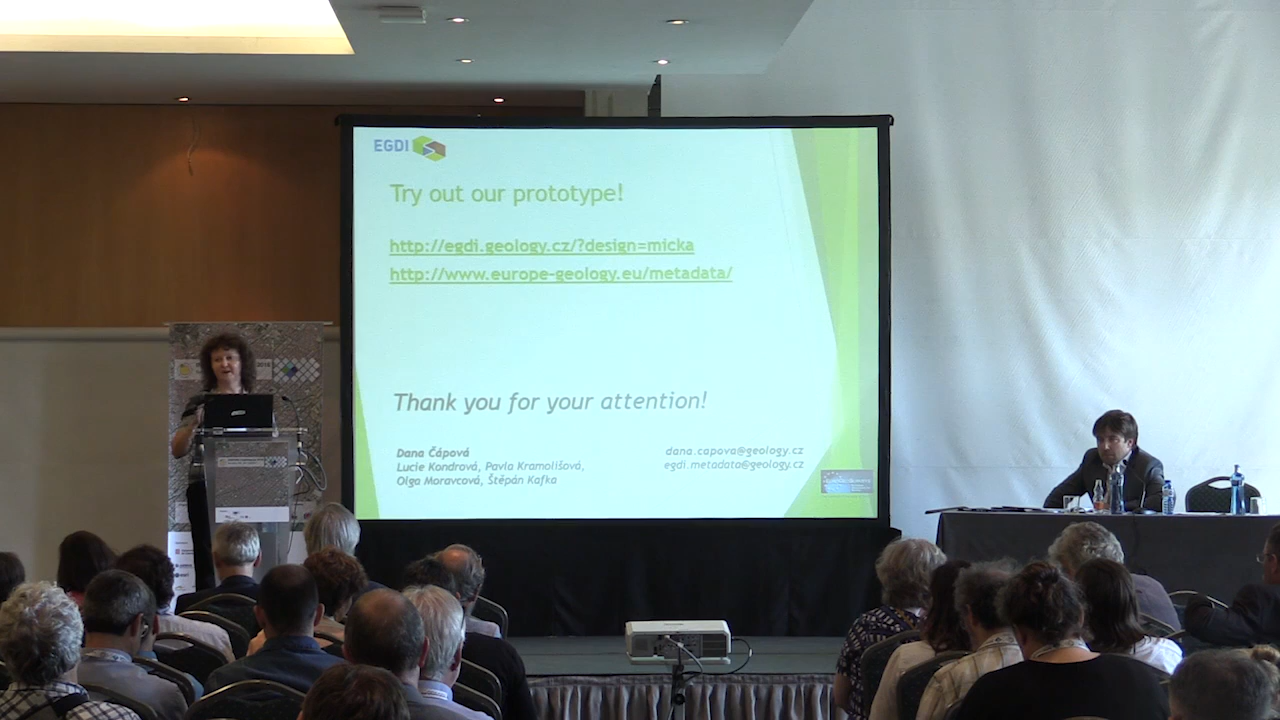 EGDI
Try out our prototype!
http://egdi.geology.cz/?design=micka
http://www.europe-geology.eu/metadata/
Thank you for your attention!
Dana Čápová
Lucie Kondrová, Pavla Kramolišová,
Olga Moravcová, Štěpán Kafka
dana.capova@geology.cz
egdi.metadata@geology.cz